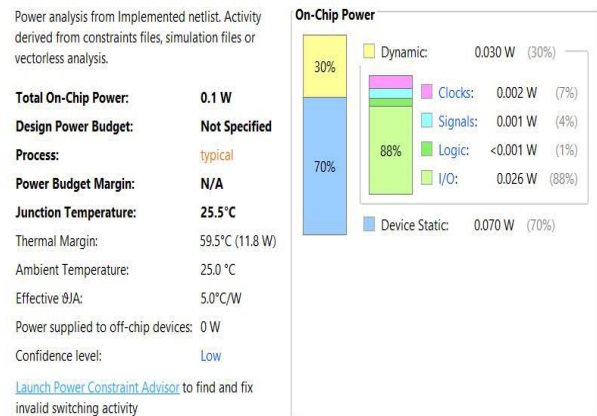 Power analysis from Implemented netlist. Activity
derived from constraints files, simulation files or
vectorless analysis.
Total On-Chip Power: 0.1 W
Design Power Budget: Not Specified
Process: typical
Power Budget Margin: N/A
Junction Temperature: 25.5°C
Thermal Margin: 59.5°C (11.8 W)
Ambient Temperature: 25.0 °C
Effective ϑJA: 5.0°C/W
Power supplied to off-chip devices: 0 W
Confidence level: Low
Launch Power Constraint Advisor to find and fix
invalid switching activity
On-Chip Power
30%
70%
Dynamic: 0.030 W (30%)
88%
Clocks: 0.002 W (7%)
Signals: 0.001 W (4%)
Logic: <0.001 W (1%)
I/O: 0.026 W (88%)
Device Static: 0.070 W (70%)